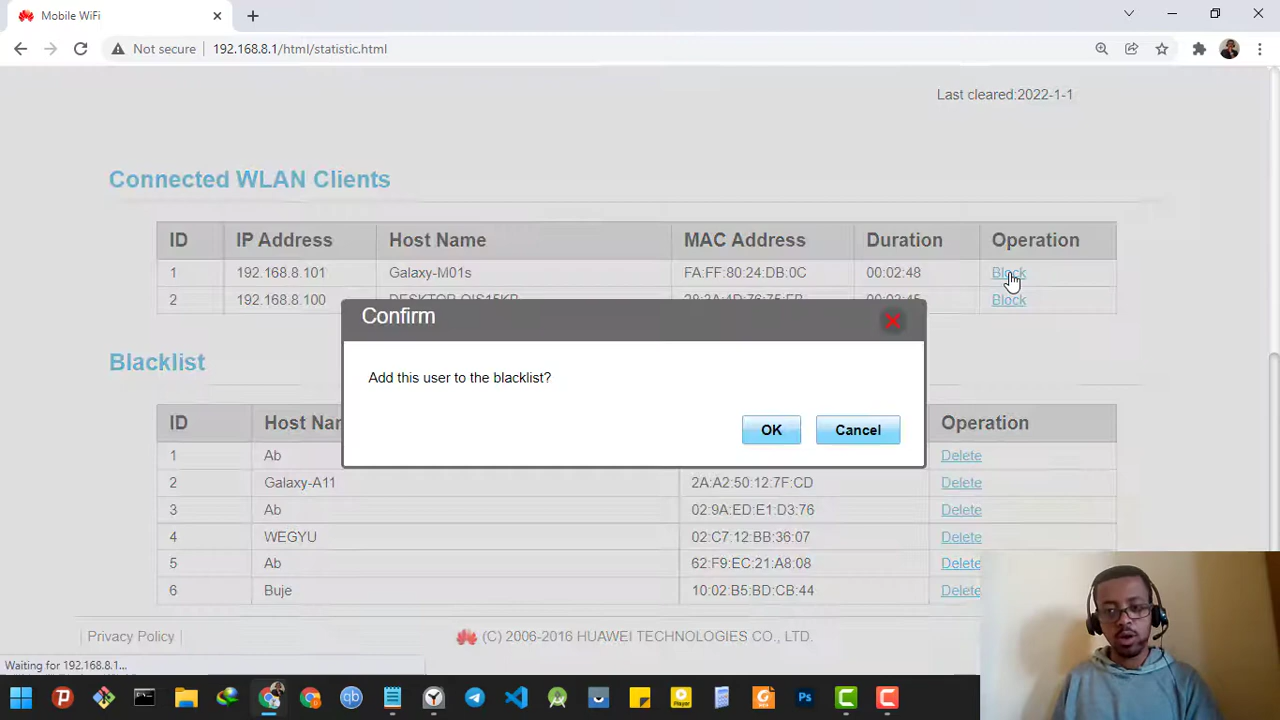 Mobile WiFi
Not secure 192.168.8.1/html/statistic.html
Last cleared:2022-1-1
Connected WLAN Clients
ID IP Address Host Name MAC Address Duration Operation
1 192.168.8.101 Galaxy-M01s FA:FF:80:24:DB:0C 00:02:48 Block
2 192.168.8.100 Block
Confirm
Add this user to the blacklist?
OK Cancel
Blacklist
ID Host Nam Operation
1 Ab Delete
2 Galaxy-A11 2A:A2:50:12:7F:CD Delete
3 Ab 02:9A:ED:E1:D3:76 Delete
4 WEGYU 02:C7:12:BB:36:07 Delete
5 Ab 62:F9:EC:21:A8:08 Delete
6 Buje 10:02:B5:BD:CB:44 Delete
Privacy Policy (C) 2006-2016 HUAWEI TECHNOLOGIES CO., LTD.
Waiting for 192.168.8.1...